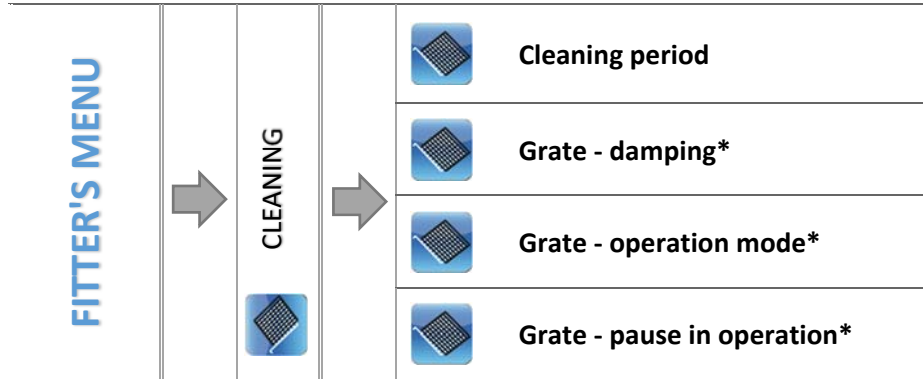 FITTER'S MENU
CLEANING
Cleaning period
Grate - damping*
Grate - operation mode*
Grate - pause in operation*